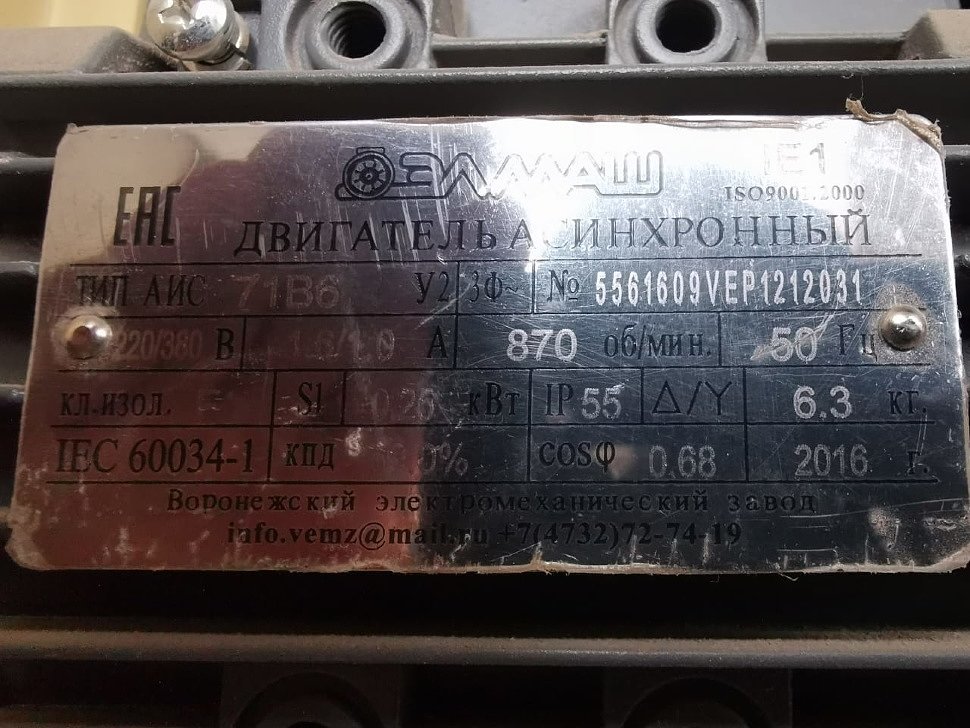 ЭЛМАШ IE1
ISO9001:2000
EAC
ДВИГАТЕЛЬ АСИНХРОННЫЙ
ТИП АИС 71B6 У2 3Ф~ № 5561609VEP1212031
220/380 В А 870 об/мин. 50 Гц
кл.изол. S1 кВт IP 55 Δ/Y 6.3 кг.
IEC 60034-1 кпд cosφ 0.68 2016 г.
Воронежский электромеханический завод
info.vemz@mail.ru +7(4732)72-74-19